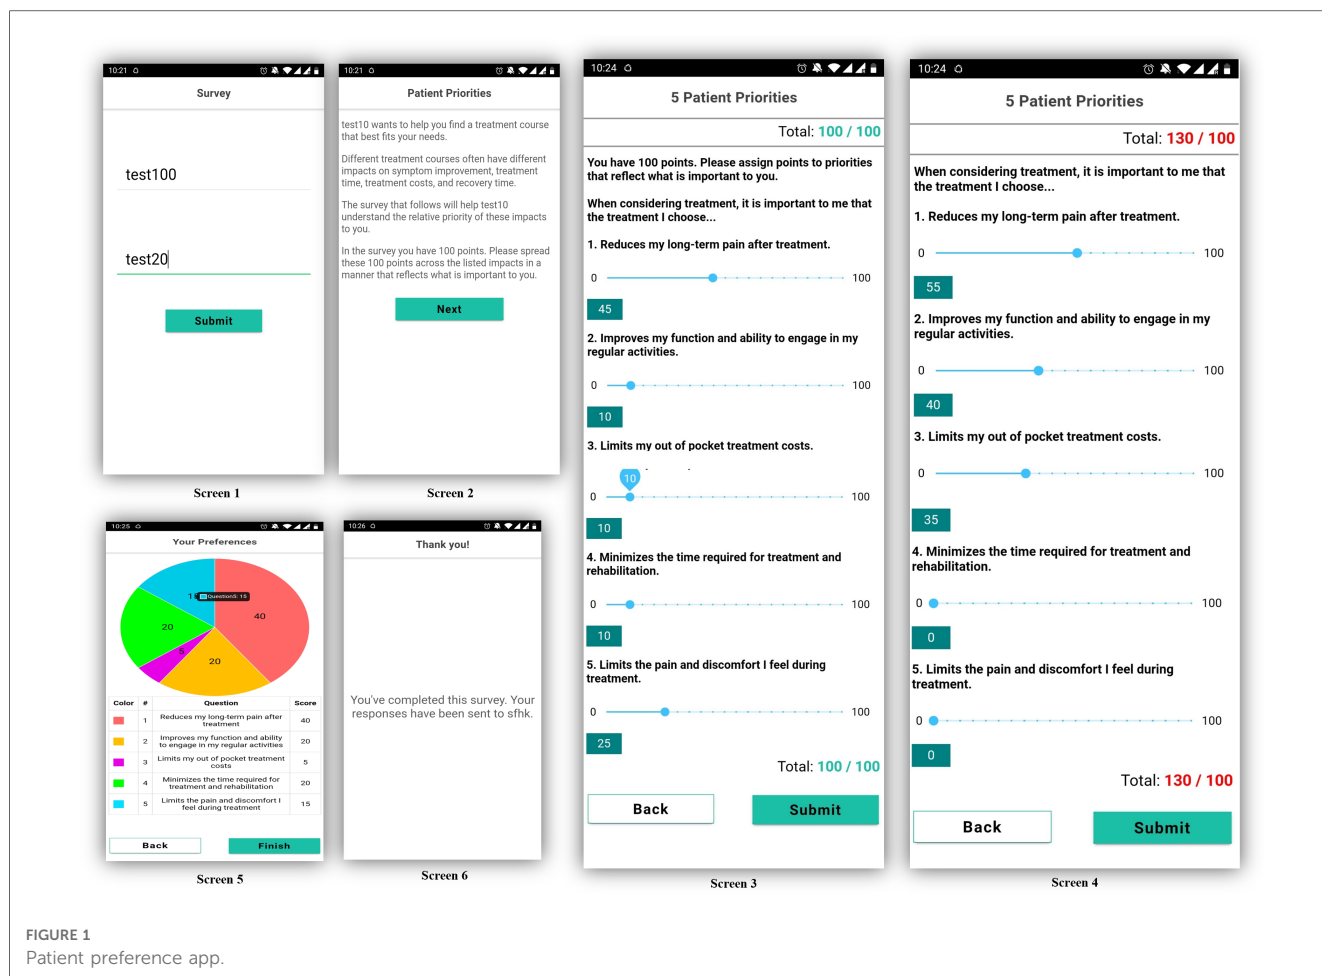 10:21
Survey
test100
test20
Submit
Screen 1
10:21
Patient Priorities
test10 wants to help you find a treatment course
that best fits your needs.
Different treatment courses often have different
impacts on symptom improvement, treatment
time, treatment costs, and recovery time.
The survey that follows will help test10
understand the relative priority of these impacts
to you.
In the survey you have 100 points. Please spread
these 100 points across the listed impacts in a
manner that reflects what is important to you.
Next
Screen 2
10:24
5 Patient Priorities
Total: 100 / 100
You have 100 points. Please assign points to priorities
that reflect what is important to you.
When considering treatment, it is important to me that
the treatment I choose...
1. Reduces my long-term pain after treatment.
0 100
45
2. Improves my function and ability to engage in my
regular activities.
0 100
10
3. Limits my out of pocket treatment costs.
10
0 100
10
4. Minimizes the time required for treatment and
rehabilitation.
0 100
10
5. Limits the pain and discomfort I feel during
treatment.
0 100
25
Total: 100 / 100
Back Submit
Screen 3
10:24
5 Patient Priorities
Total: 130 / 100
When considering treatment, it is important to me that
the treatment I choose...
1. Reduces my long-term pain after treatment.
0 100
55
2. Improves my function and ability to engage in my
regular activities.
0 100
40
3. Limits my out of pocket treatment costs.
0 100
35
4. Minimizes the time required for treatment and
rehabilitation.
0 100
0
5. Limits the pain and discomfort I feel during
treatment.
0 100
0
Total: 130 / 100
Back Submit
Screen 4
10:25
Your Preferences
Question5: 15
40
20
5
20
Color # Question Score
1 Reduces my long-term pain after
treatment 40
2 Improves my function and ability
to engage in my regular activities 20
3 Limits my out of pocket treatment
costs 5
4 Minimizes the time required for
treatment and rehabilitation 20
5 Limits the pain and discomfort I
feel during treatment 15
Back Finish
Screen 5
10:26
Thank you!
You've completed this survey. Your
responses have been sent to sfhk.
Screen 6
FIGURE 1
Patient preference app.